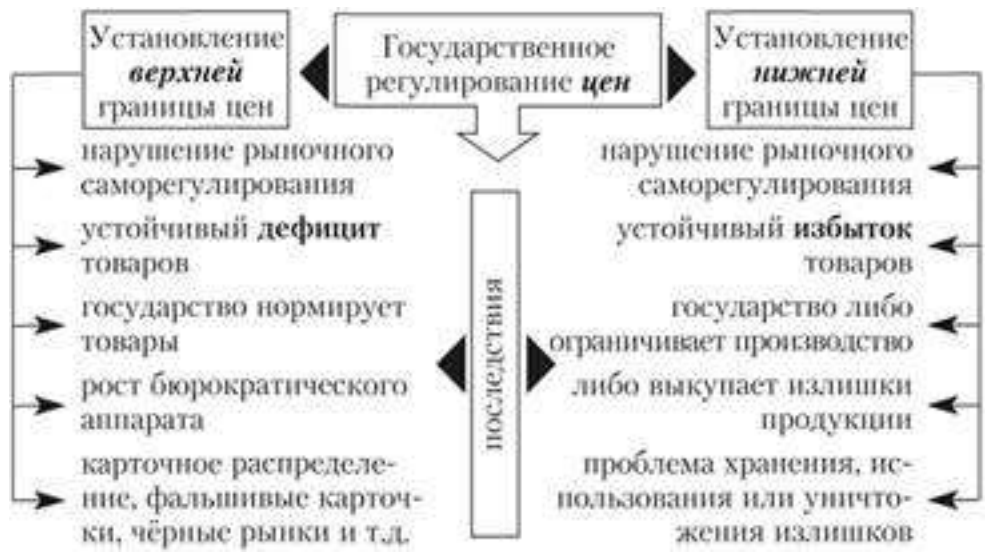 Установление
верхней
границы цен
Государственное
регулирование цен
Установление
нижней
границы цен
нарушение рыночного
саморегулирования
устойчивый дефицит
товаров
государство нормирует
товары
рост бюрократического
аппарата
карточное распределе-
ние, фальшивые карточ-
ки, чёрные рынки и т.д.
последствия
нарушение рыночного
саморегулирования
устойчивый избыток
товаров
государство либо
ограничивает производство
либо выкупает излишки
продукции
проблема хранения, ис-
пользования или уничто-
жения излишков